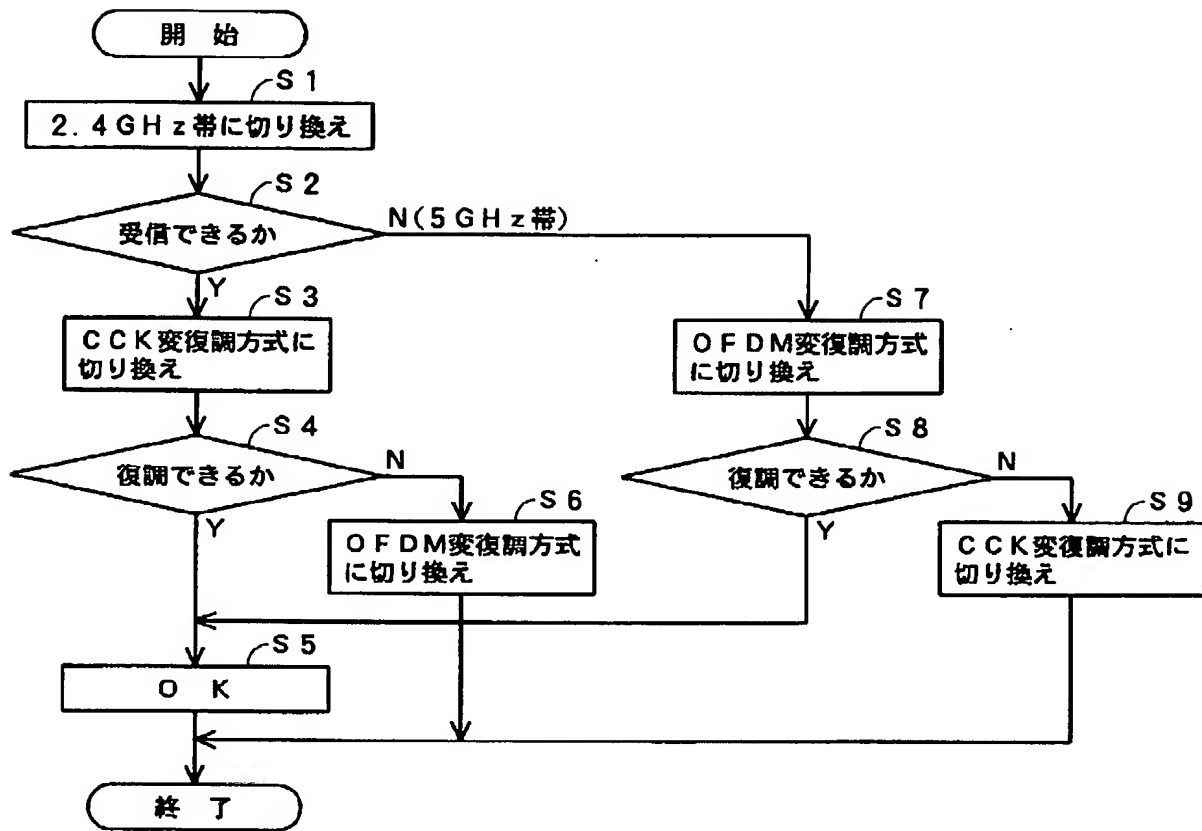 開 始
S1
2.4GHz帯に切り換え
S2
受信できるか
N(5GHz帯)
Y
S3
CCK変復調方式に
切り換え
S4
復調できるか
N
Y
S6
OFDM変復調方式
に切り換え
S7
OFDM変復調方式
に切り換え
S8
復調できるか
N
Y
S9
CCK変復調方式に
切り換え
S5
O K
終 了